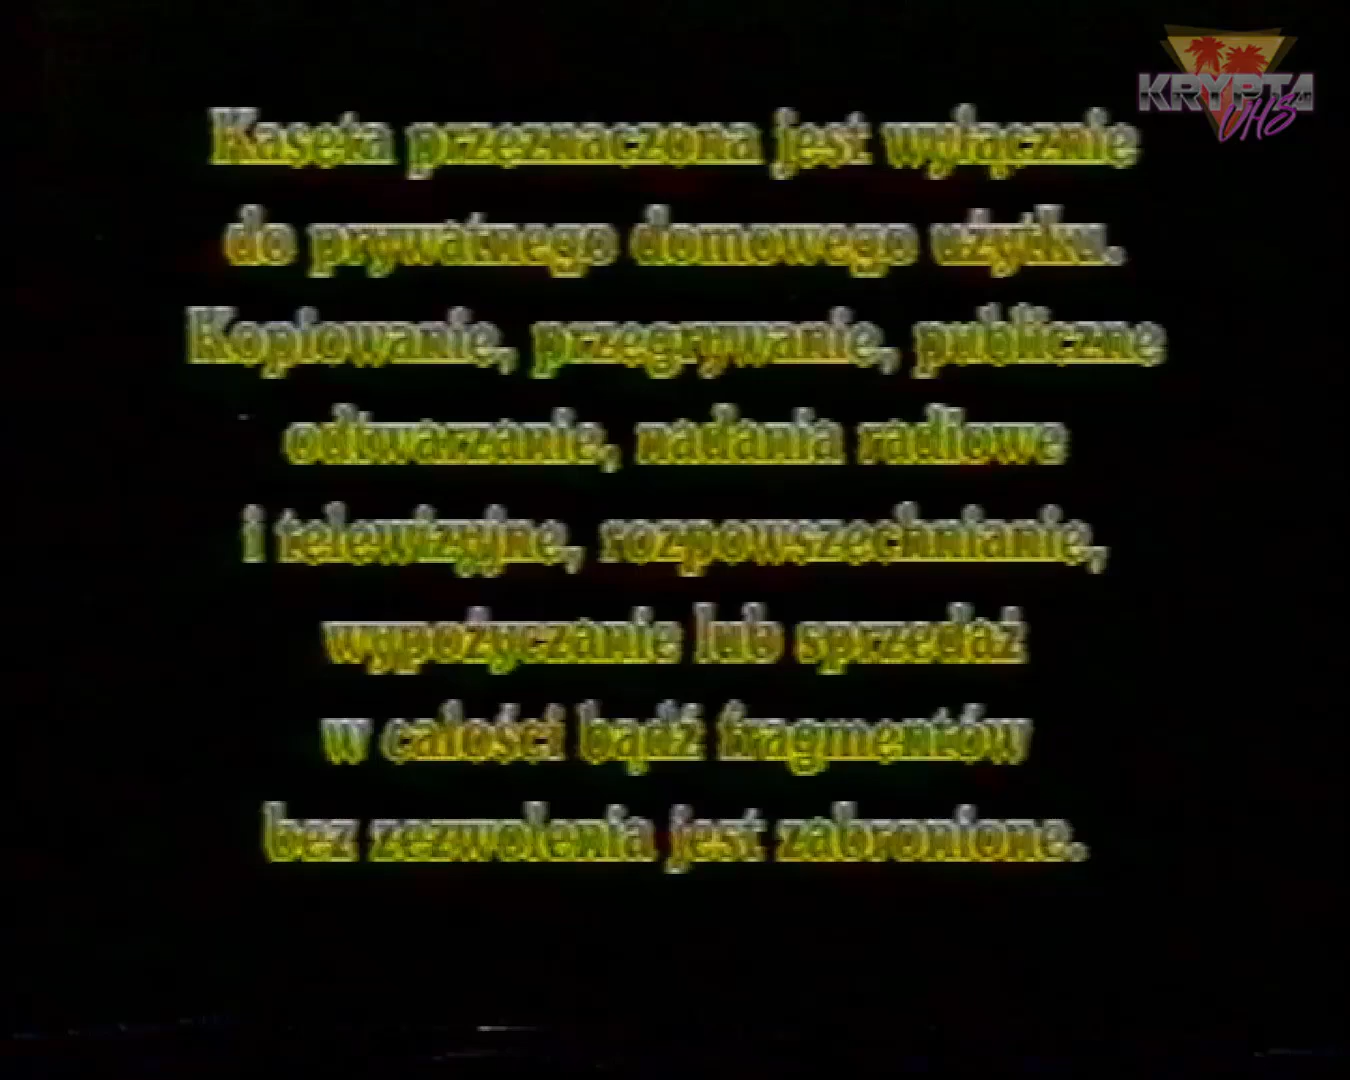 KRYPTA
VHS
Kaseta przeznaczona jest wyłącznie
do prywatnego domowego użytku.
Kopiowanie, przegrywanie, publiczne
odtwarzanie, nadania radiowe
i telewizyjne, rozpowszechnianie,
wypożyczanie lub sprzedaż
w całości bądź fragmentów
bez zezwolenia jest zabronione.